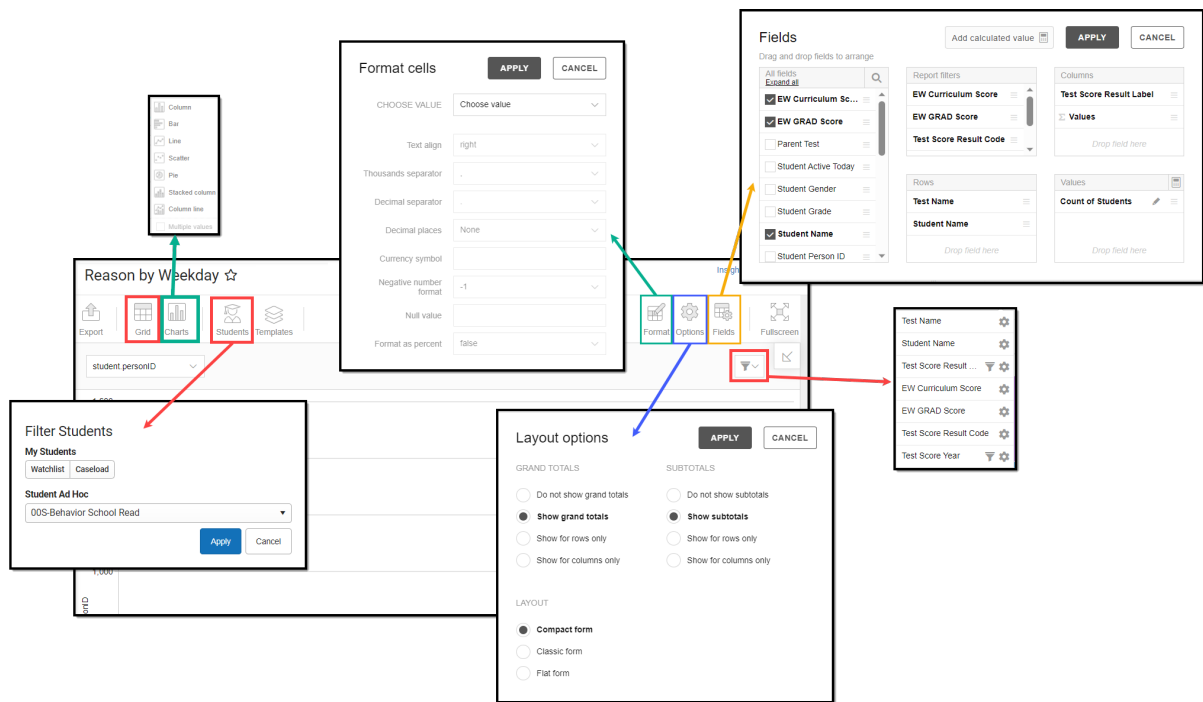 Column
Bar
Line
Scatter
Pie
Stacked column
Column line
Multiple values
Format cells
APPLY
CANCEL
CHOOSE VALUE
Choose value
Text align
right
Thousands separator
,
Decimal separator
.
Decimal places
None
Currency symbol
Negative number
format
-1
Null value
Format as percent
false
Fields
Add calculated value
APPLY
CANCEL
Drag and drop fields to arrange
All fields
Expand all
EW Curriculum Sc...
EW GRAD Score
Parent Test
Student Active Today
Student Gender
Student Grade
Student Name
Student Person ID
Report filters
EW Curriculum Score
EW GRAD Score
Test Score Result Code
Columns
Test Score Result Label
Σ Values
Drop field here
Rows
Test Name
Student Name
Drop field here
Values
Count of Students
Drop field here
Reason by Weekday
Insigh
Export
Grid
Charts
Students
Templates
Format
Options
Fields
Fullscreen
student.personID
1,000
Filter Students
My Students
Watchlist
Caseload
Student Ad Hoc
00S-Behavior School Read
Apply
Cancel
Layout options
APPLY
CANCEL
GRAND TOTALS
Do not show grand totals
Show grand totals
Show for rows only
Show for columns only
SUBTOTALS
Do not show subtotals
Show subtotals
Show for rows only
Show for columns only
LAYOUT
Compact form
Classic form
Flat form
Test Name
Student Name
Test Score Result ...
EW Curriculum Score
EW GRAD Score
Test Score Result Code
Test Score Year